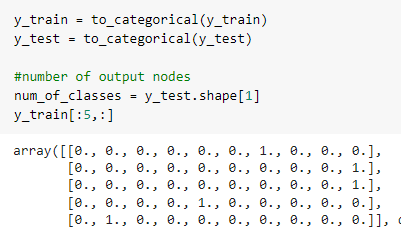 y_train = to_categorical(y_train)
y_test = to_categorical(y_test)
#number of output nodes
num_of_classes = y_test.shape[1]
y_train[:5,:]
array([[0., 0., 0., 0., 0., 0., 1., 0., 0., 0.],
[0., 0., 0., 0., 0., 0., 0., 0., 0., 1.],
[0., 0., 0., 0., 0., 0., 0., 0., 0., 1.],
[0., 0., 0., 0., 1., 0., 0., 0., 0., 0.],
[0., 1., 0., 0., 0., 0., 0., 0., 0., 0.]],